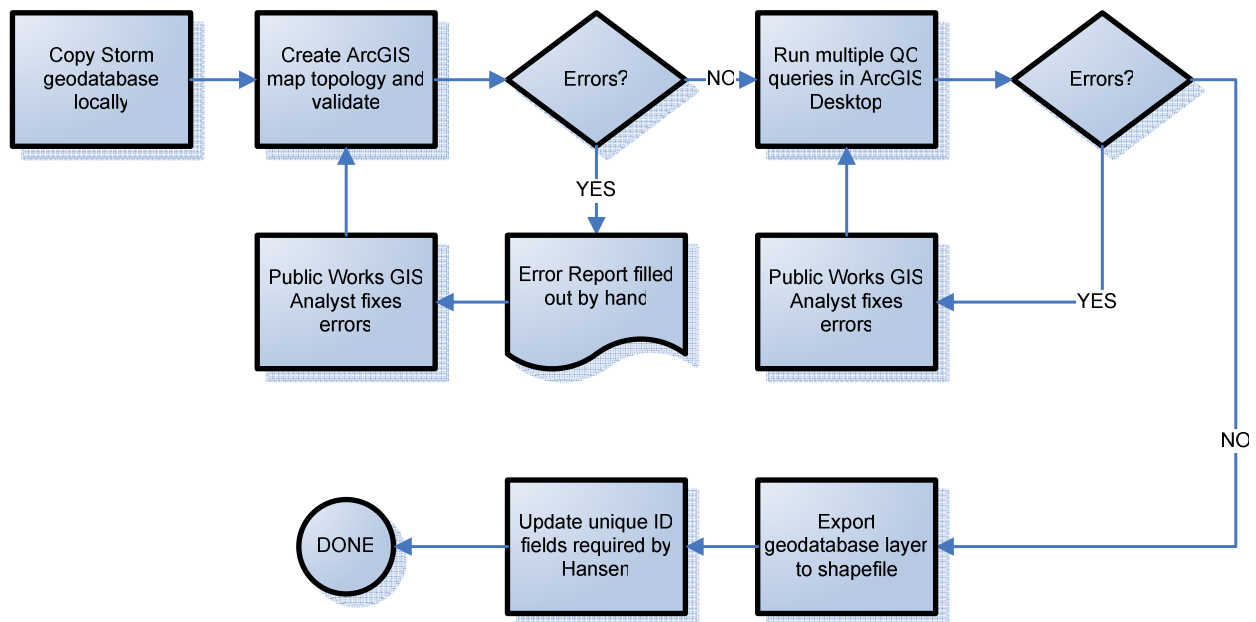 Copy Storm
geodatabase
locally
Create ArcGIS
map topology and
validate
Errors?
NO
Run multiple QC
queries in ArcGIS
Desktop
Errors?
YES
Public Works GIS
Analyst fixes
errors
Error Report filled
out by hand
Public Works GIS
Analyst fixes
errors
YES
NO
DONE
Update unique ID
fields required by
Hansen
Export
geodatabase layer
to shapefile